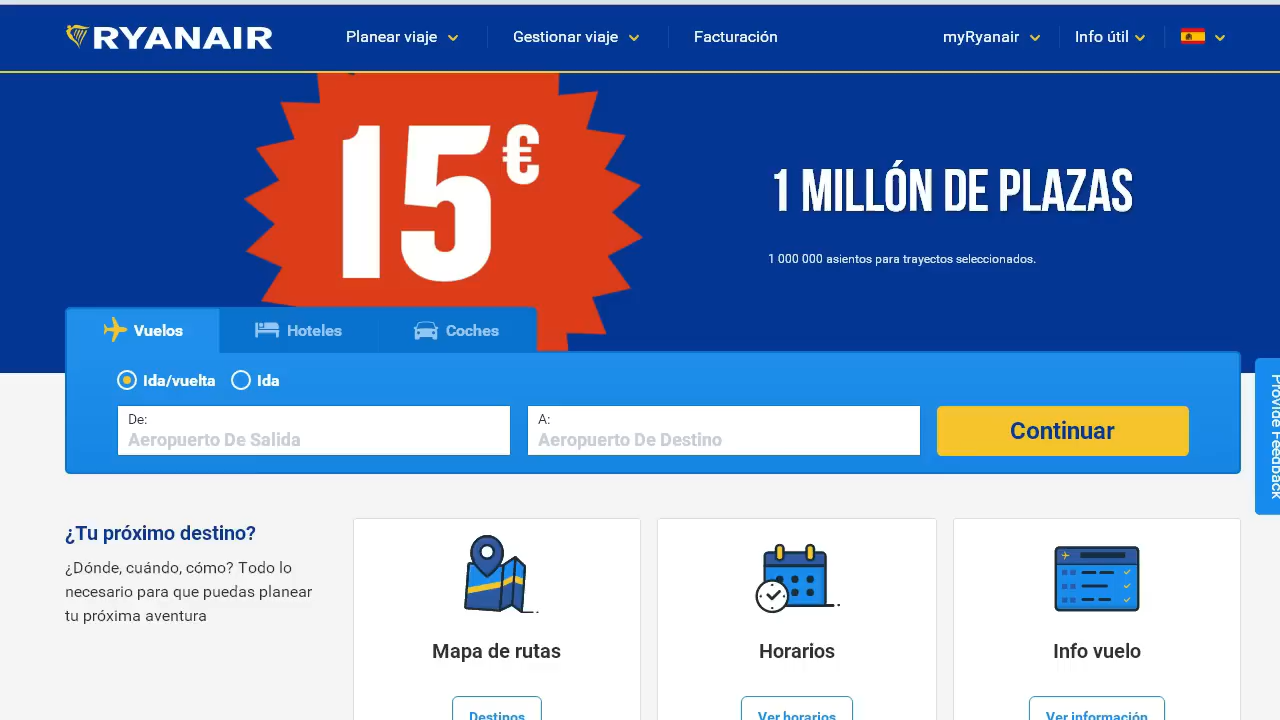 RYANAIR
Planear viaje
Gestionar viaje
Facturación
myRyanair
Info útil
15€
1 MILLÓN DE PLAZAS
1 000 000 asientos para trayectos seleccionados.
Vuelos
Hoteles
Coches
Ida/vuelta
Ida
De:
Aeropuerto De Salida
A:
Aeropuerto De Destino
Continuar
Provide Feedback
¿Tu próximo destino?
¿Dónde, cuándo, cómo? Todo lo
necesario para que puedas planear
tu próxima aventura
Mapa de rutas
Destinos
Horarios
Ver horarios
Info vuelo
Ver información